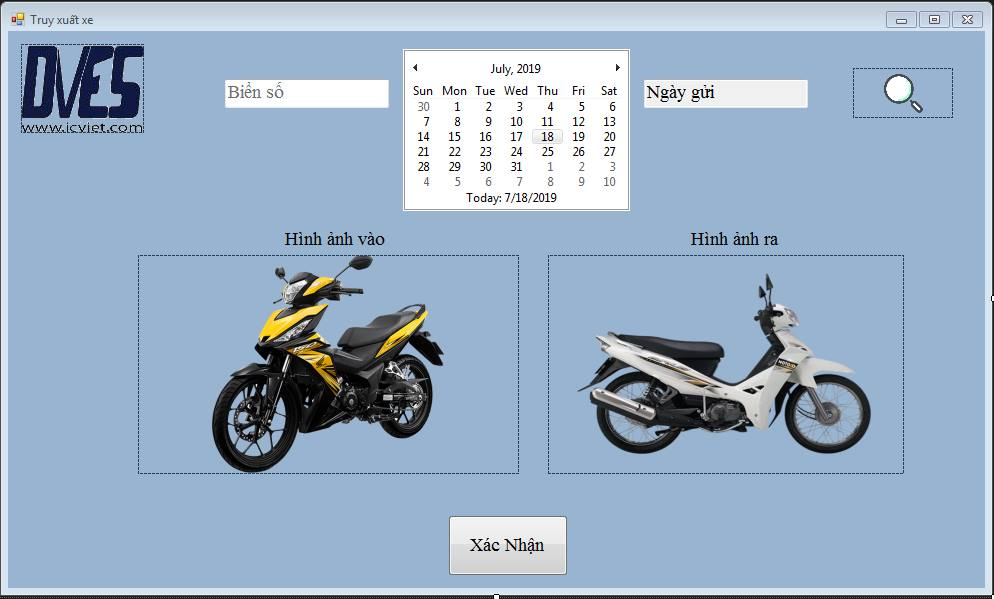 Truy xuất xe
DVES
www.icviet.com
Biển số
July, 2019
Sun Mon Tue Wed Thu Fri Sat
30 1 2 3 4 5 6
7 8 9 10 11 12 13
14 15 16 17 18 19 20
21 22 23 24 25 26 27
28 29 30 31 1 2 3
4 5 6 7 8 9 10
Today: 7/18/2019
Ngày gửi
Hình ảnh vào
Hình ảnh ra
Xác Nhận